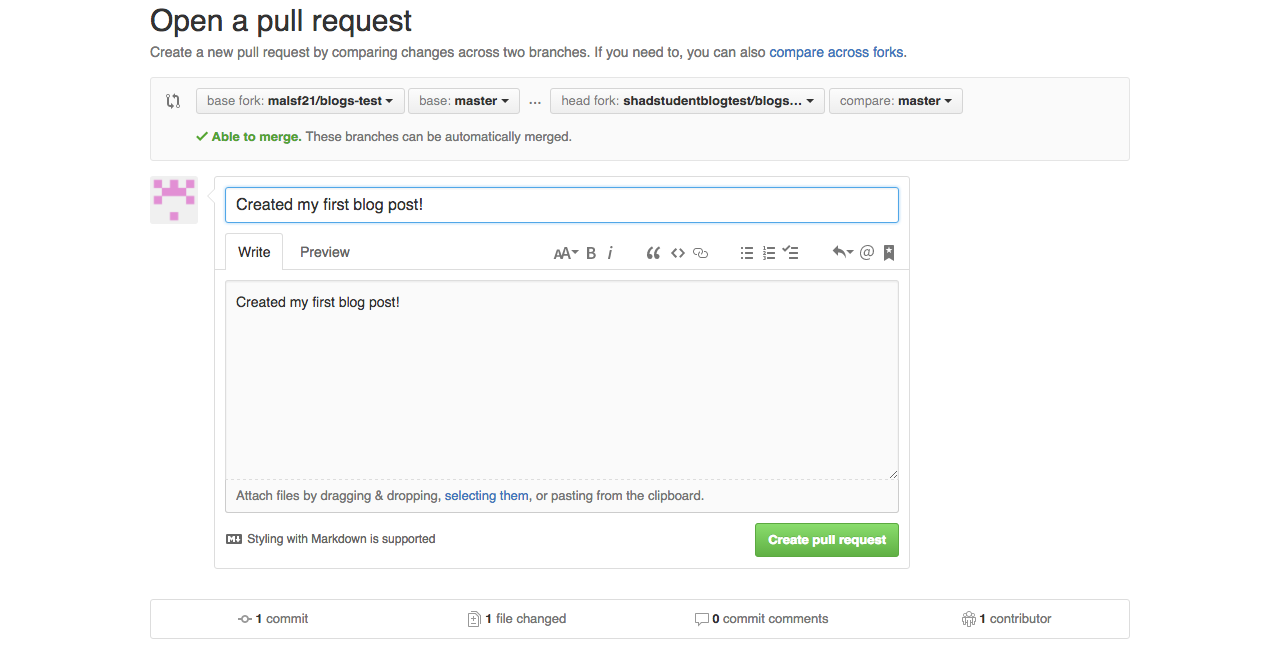 Open a pull request
Create a new pull request by comparing changes across two branches. If you need to, you can also compare across forks.
base fork: malsf21/blogs-test base: master ... head fork: shadstudentblogtest/blogs... compare: master
Able to merge. These branches can be automatically merged.
Created my first blog post!
Write Preview AA B i
Created my first blog post!
Attach files by dragging & dropping, selecting them, or pasting from the clipboard.
Styling with Markdown is supported Create pull request
1 commit 1 file changed 0 commit comments 1 contributor